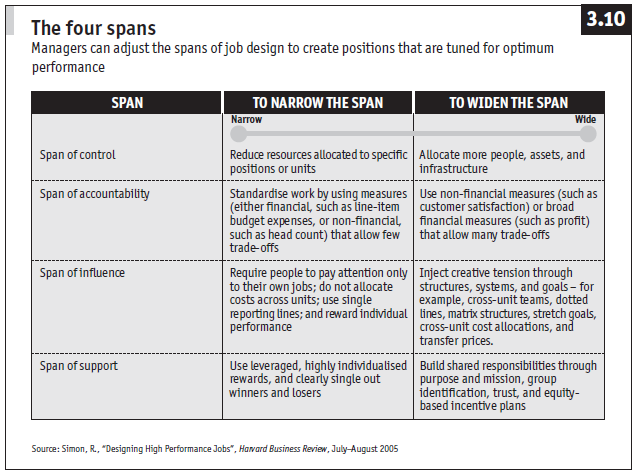 3.10
The four spans
Managers can adjust the spans of job design to create positions that are tuned for optimum
performance
SPAN
TO NARROW THE SPAN
TO WIDEN THE SPAN
Narrow
Wide
Span of control
Reduce resources allocated to specific
positions or units
Allocate more people, assets, and
infrastructure
Span of accountability
Standardise work by using measures
(either financial, such as line-item
budget expenses, or non-financial,
such as head count) that allow few
trade-offs
Use non-financial measures (such as
customer satisfaction) or broad
financial measures (such as profit)
that allow many trade-offs
Span of influence
Require people to pay attention only
to their own jobs; do not allocate
costs across units; use single
reporting lines; and reward individual
performance
Inject creative tension through
structures, systems, and goals – for
example, cross-unit teams, dotted
lines, matrix structures, stretch goals,
cross-unit cost allocations, and
transfer prices.
Span of support
Use leveraged, highly individualised
rewards, and clearly single out
winners and losers
Build shared responsibilities through
purpose and mission, group
identification, trust, and equity-
based incentive plans
Source: Simon, R., "Designing High Performance Jobs", Harvard Business Review, July–August 2005